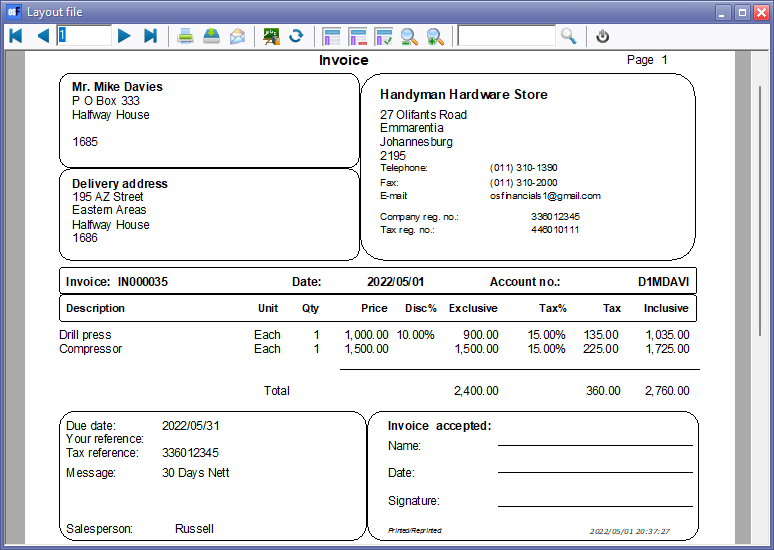 Layout file
1
Invoice Page 1
Mr. Mike Davies
P O Box 333
Halfway House
1685
Handyman Hardware Store
27 Olifants Road
Emmarentia
Johannesburg
2195
Telephone: (011) 310-1390
Fax: (011) 310-2000
E-mait osfinancials1@gmail.com
Company reg. no.: 336012345
Tax reg. no.: 446010111
Delivery address
195 AZ Street
Eastern Areas
Halfway House
1686
Invoice: IN000035 Date: 2022/05/01 Account no.: D1MDAVI
Description Unit Qty Price Disc% Exclusive Tax% Tax Inclusive
Drill press Each 1 1,000.00 10.00% 900.00 15.00% 135.00 1,035.00
Compressor Each 1 1,500.00 1,500.00 15.00% 225.00 1,725.00
Total 2,400.00 360.00 2,760.00
Due date: 2022/05/31
Your reference:
Tax reference: 336012345
Message: 30 Days Nett
Salesperson: Russell
Invoice accepted:
Name:
Date:
Signature:
Printed/Reprinted: 2022/05/01 20:37:27